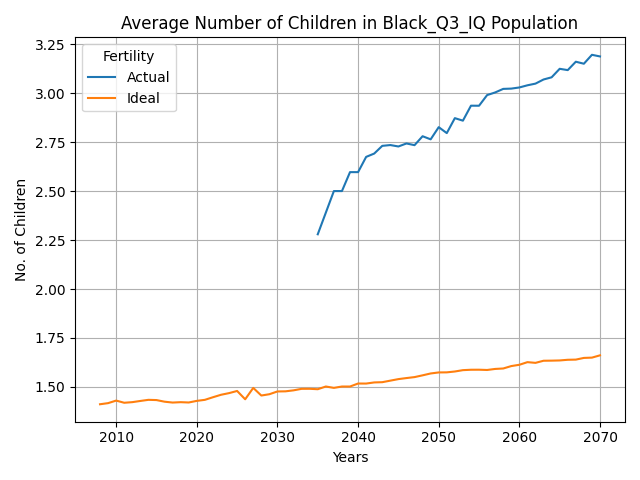 Average Number of Children in Black_Q3_IQ Population
Fertility
Actual
Ideal
No. of Children
3.25
3.00
2.75
2.50
2.25
2.00
1.75
1.50
2010 2020 2030 2040 2050 2060 2070
Years